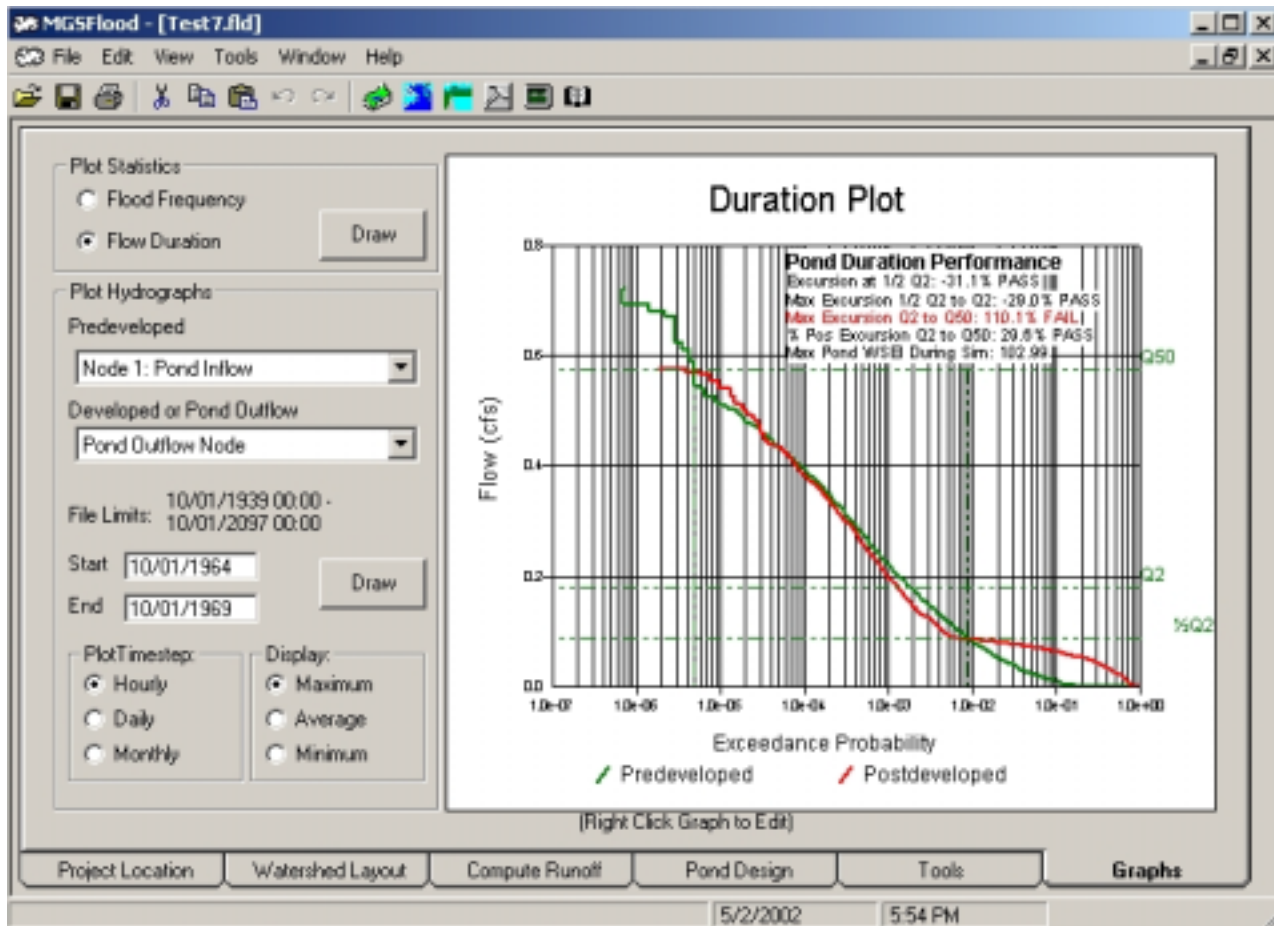 MGSFlood - [Test7.fld]
File Edit View Tools Window Help
Plot Statistics
Flood Frequency
Flow Duration
Draw
Plot Hydrographs
Predeveloped
Node 1: Pond Inflow
Developed or Pond Outflow
Pond Outflow Node
File Limits: 10/01/1939 00:00 -
10/01/2097 00:00
Start 10/01/1964
End 10/01/1969
Draw
PlotTimestep:
Hourly
Daily
Monthly
Display:
Maximum
Average
Minimum
Duration Plot
Pond Duration Performance
Excursion at 1/2 Q2: -31.1% PASS
Max Excursion 1/2 Q2 to Q2: -29.0% PASS
Max Excursion Q2 to Q50: 110.1% FAIL
% Pos Excursion Q2 to Q50: 29.6% PASS
Max Pond WSEl During Sim: 102.99
Q50
Q2
½Q2
Flow (cfs)
0.8
0.6
0.4
0.2
0.0
1.0e-07 1.0e-06 1.0e-05 1.0e-04 1.0e-03 1.0e-02 1.0e-01 1.0e+00
Exceedance Probability
Predeveloped Postdeveloped
(Right Click Graph to Edit)
Project Location Watershed Layout Compute Runoff Pond Design Tools Graphs
5/2/2002 5:54 PM